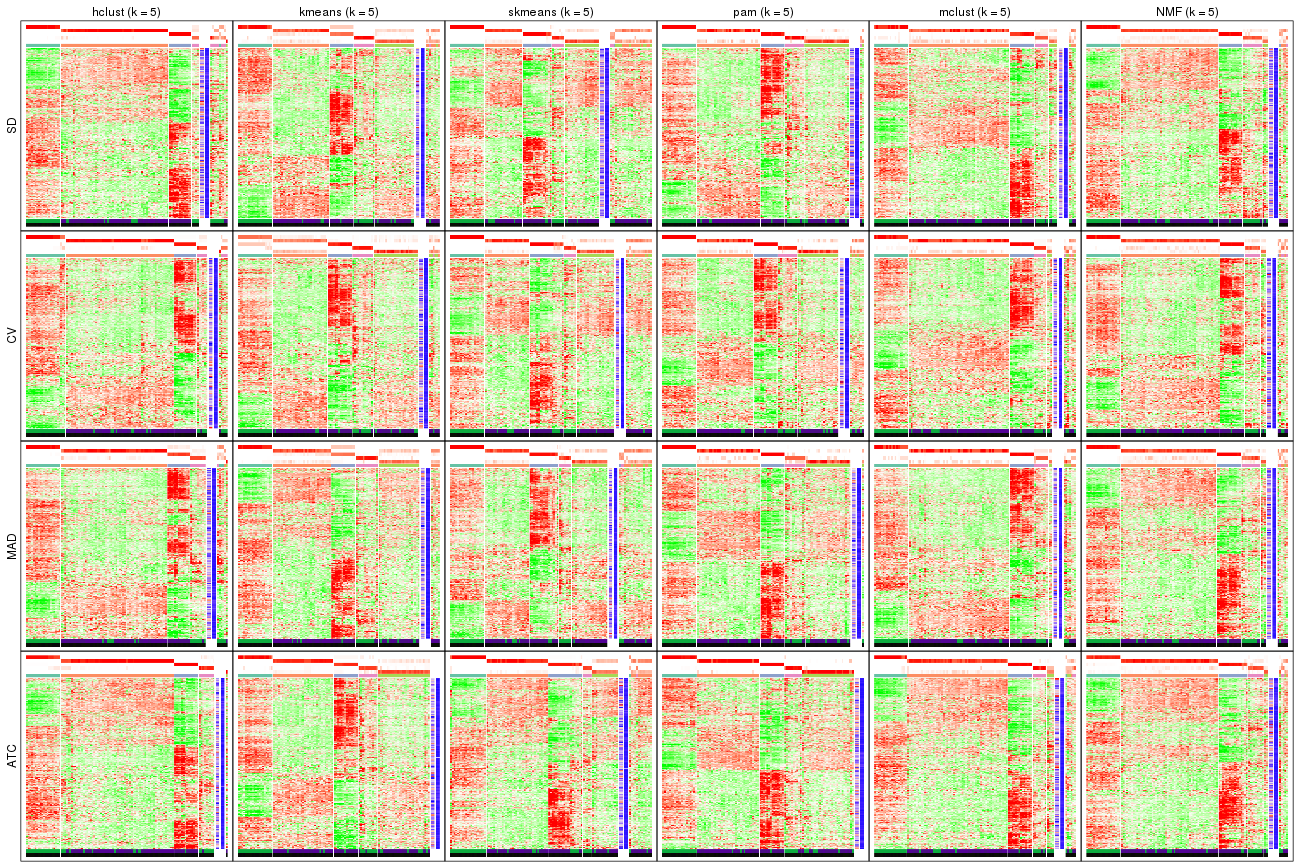 hclust (k = 5) kmeans (k = 5) skmeans (k = 5) pam (k = 5) mclust (k = 5) NMF (k = 5)
SD
CV
MAD
ATC